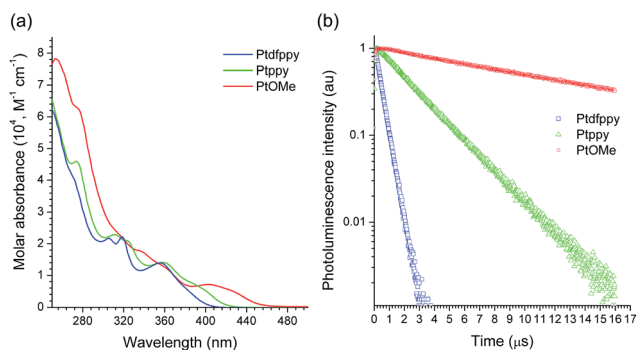 (a)
Molar absorbance (10⁴, M⁻¹ cm⁻¹)
8
7
6
5
4
3
2
1
0
Ptdfppy
Ptppy
PtOMe
280 320 360 400 440 480
Wavelength (nm)
(b)
Photoluminescence intensity (au)
1
0.1
0.01
Ptdfppy
Ptppy
PtOMe
0 1 2 3 4 5 6 7 8 9 10 11 12 13 14 15 16 17
Time (μs)